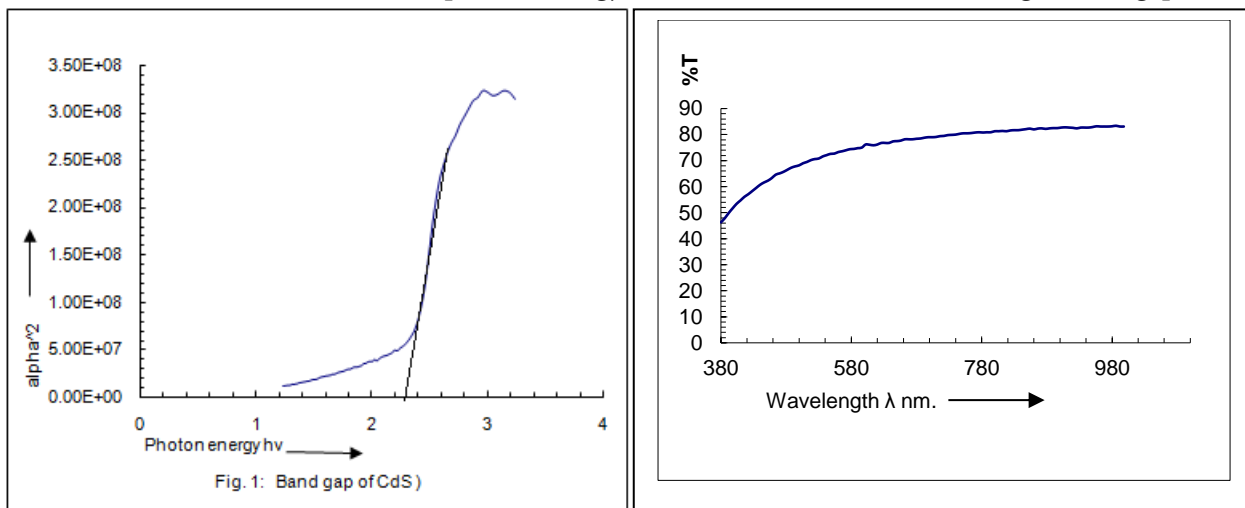 3.50E+08
3.00E+08
2.50E+08
2.00E+08
1.50E+08
1.00E+08
5.00E+07
0.00E+00
alpha^2
0 1 2 3 4
Photon energy hv
Fig. 1: Band gap of CdS )
%T
90
80
70
60
50
40
30
20
10
0
380 580 780 980
Wavelength λ nm.